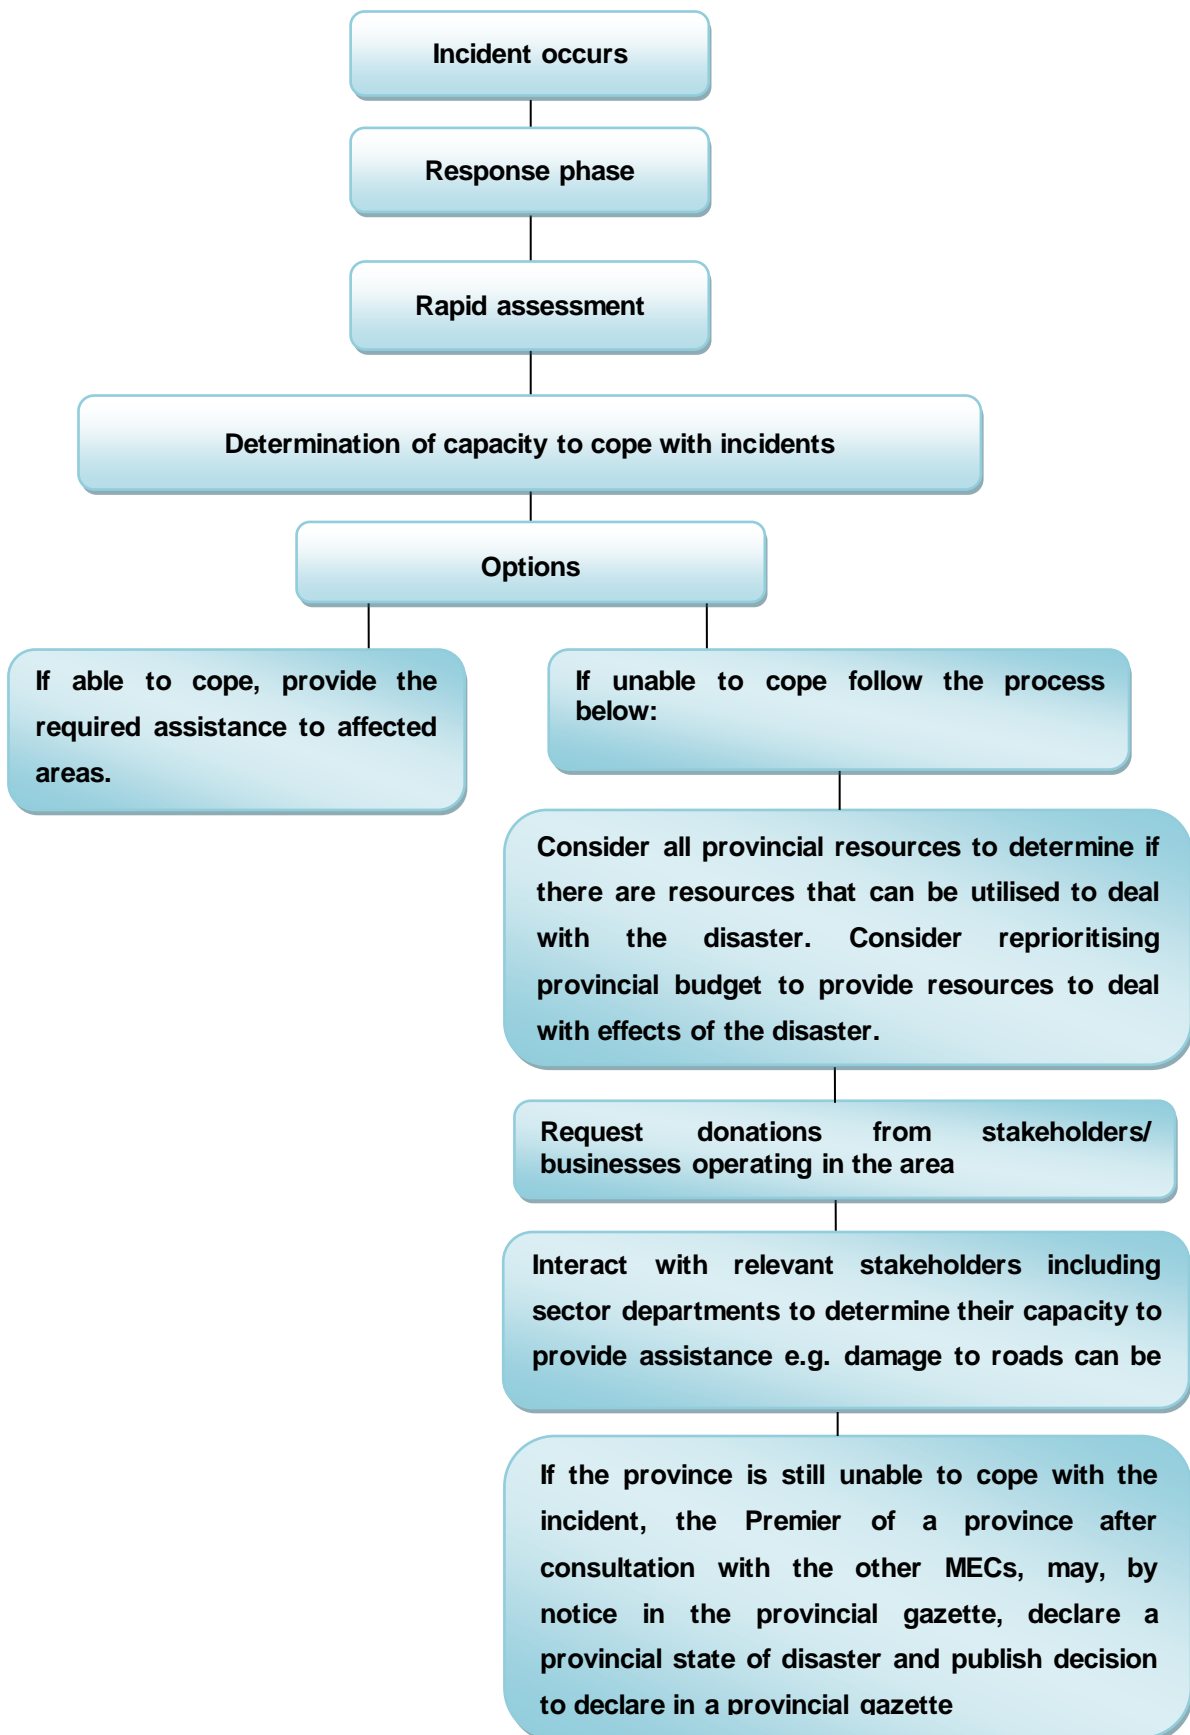 Incident occurs
Response phase
Rapid assessment
Determination of capacity to cope with incidents
Options
If able to cope, provide the
required assistance to affected
areas.
If unable to cope follow the process
below:
Consider all provincial resources to determine if
there are resources that can be utilised to deal
with the disaster. Consider reprioritising
provincial budget to provide resources to deal
with effects of the disaster.
Request donations from stakeholders/
businesses operating in the area
Interact with relevant stakeholders including
sector departments to determine their capacity to
provide assistance e.g. damage to roads can be
If the province is still unable to cope with the
incident, the Premier of a province after
consultation with the other MECs, may, by
notice in the provincial gazette, declare a
provincial state of disaster and publish decision
to declare in a provincial gazette